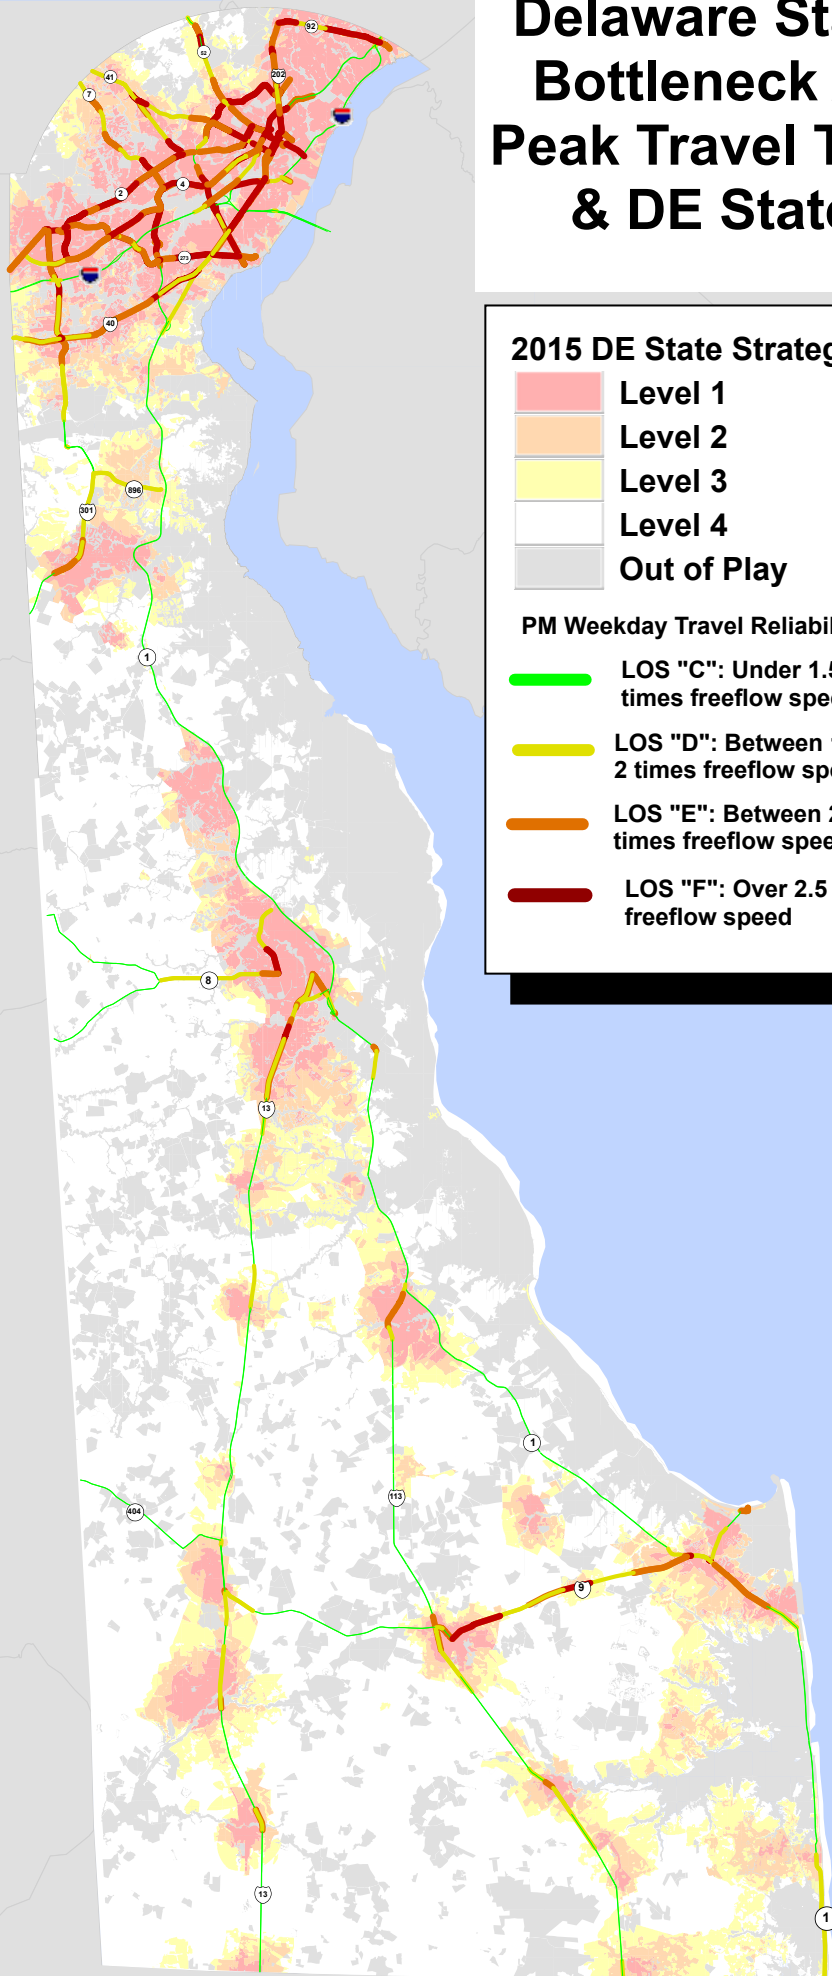 Delaware Sta
Bottleneck
Peak Travel T
& DE State
2015 DE State Strateg
Level 1
Level 2
Level 3
Level 4
Out of Play
PM Weekday Travel Reliabil
LOS "C": Under 1.5
times freeflow spee
LOS "D": Between
2 times freeflow spe
LOS "E": Between 2
times freeflow spee
LOS "F": Over 2.5
freeflow speed
92
52
202
41
7
2
4
273
40
896
301
1
8
13
1
113
404
9
13
1